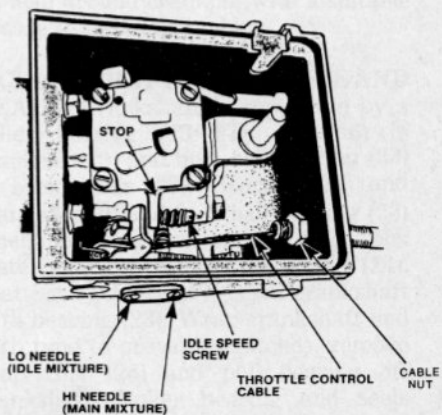 STOP
LO NEEDLE
(IDLE MIXTURE)
HI NEEDLE
(MAIN MIXTURE)
IDLE SPEED
SCREW
THROTTLE CONTROL
CABLE
CABLE
NUT